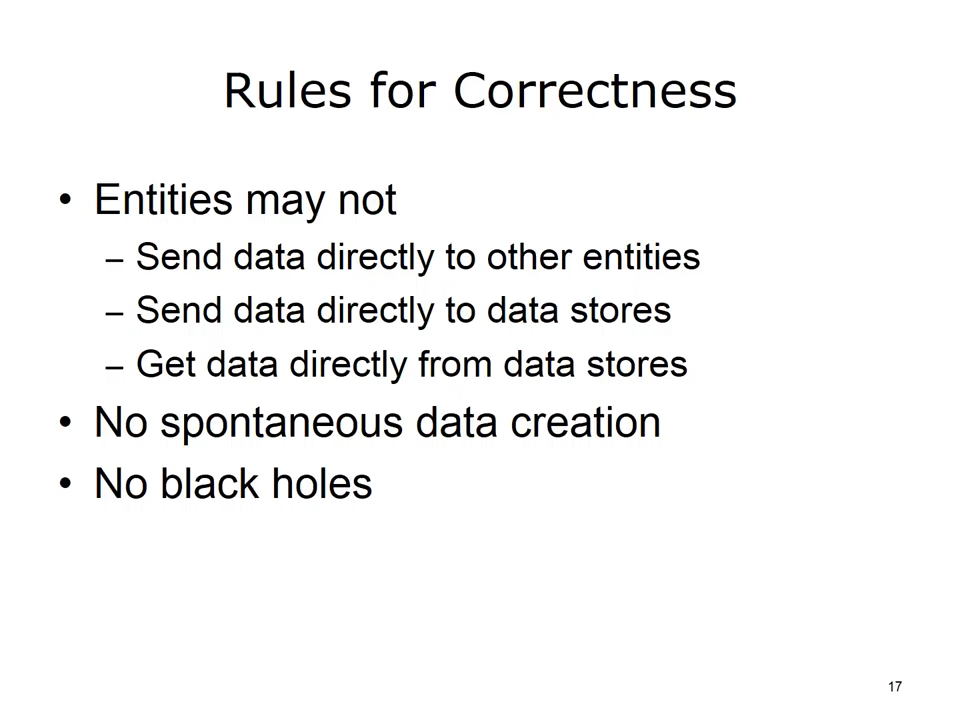 Rules for Correctness
• Entities may not
– Send data directly to other entities
– Send data directly to data stores
– Get data directly from data stores
• No spontaneous data creation
• No black holes
17